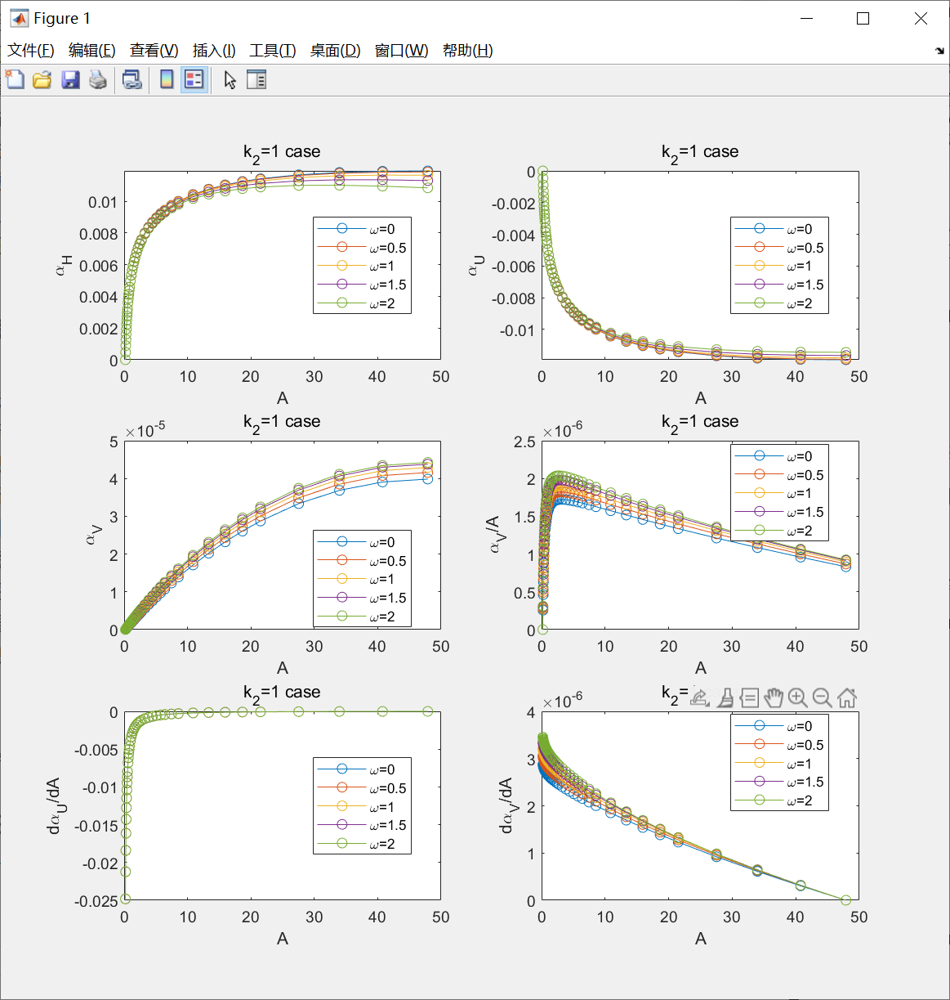 Figure 1
文件(F) 编辑(E) 查看(V) 插入(I) 工具(T) 桌面(D) 窗口(W) 帮助(H)
k2=1 case
0.01
0.008
0.006
0.004
0.002
0
αH
0 10 20 30 40 50
A
ω=0
ω=0.5
ω=1
ω=1.5
ω=2
k2=1 case
0
-0.002
-0.004
-0.006
-0.008
-0.01
αU
0 10 20 30 40 50
A
ω=0
ω=0.5
ω=1
ω=1.5
ω=2
k2=1 case
×10-5
5
4
3
2
1
0
αV
0 10 20 30 40 50
A
ω=0
ω=0.5
ω=1
ω=1.5
ω=2
k2=1 case
×10-6
2.5
2
1.5
1
0.5
0
αV/A
0 10 20 30 40 50
A
ω=0
ω=0.5
ω=1
ω=1.5
ω=2
k2=1 case
0
-0.005
-0.01
-0.015
-0.02
-0.025
dαU/dA
0 10 20 30 40 50
A
ω=0
ω=0.5
ω=1
ω=1.5
ω=2
k2=
×10-6
4
3
2
1
0
dαV/dA
0 10 20 30 40 50
A
ω=0
ω=0.5
ω=1
ω=1.5
ω=2